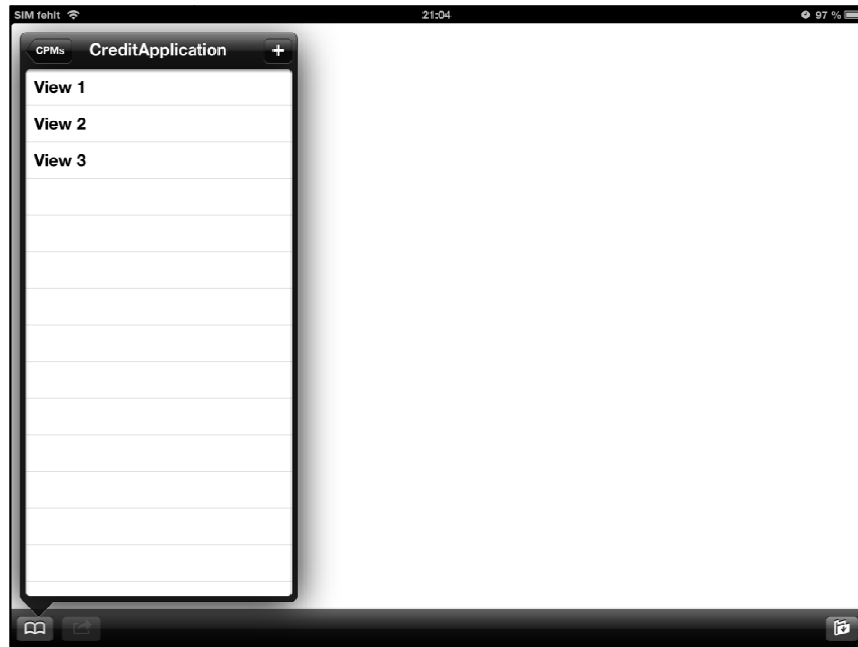 SIM fehlt 21:04 97 %
CPMs CreditApplication +
View 1
View 2
View 3